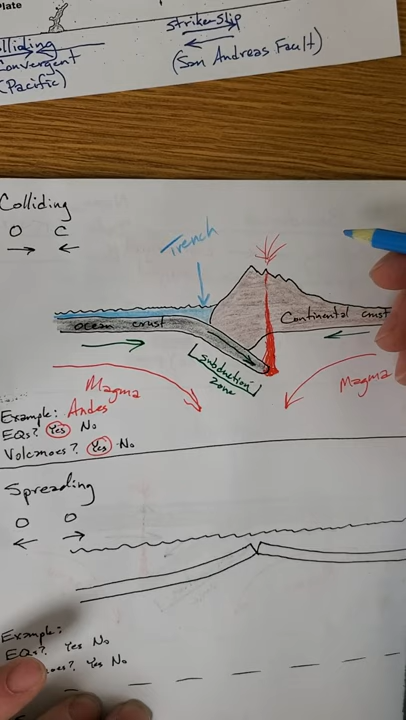 Plate
Colliding
Convergent
(Pacific)
Strike-Slip
(San Andreas Fault)
Colliding
O C
Trench
ocean crust
Continental crust
Subduction
Zone
Magma
Magma
Example: Andes
EQs? Yes No
Volcanoes? Yes No
Spreading
O O
Example:
EQs? Yes No
oes? Yes No